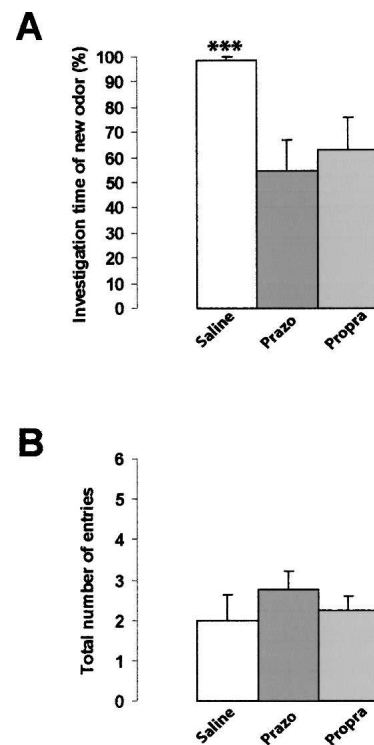 A
Investigation time of new odor (%)
100
90
80
70
60
50
40
30
20
10
0
***
Saline
Prazo
Propra
B
Total number of entries
6
5
4
3
2
1
0
Saline
Prazo
Propra